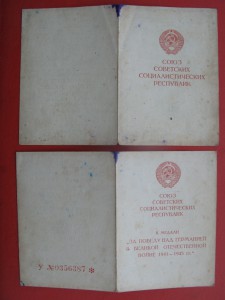 СОЮЗ
СОВЕТСКИХ
СОЦИАЛИСТИЧЕСКИХ
РЕСПУБЛИК
СОЮЗ
СОВЕТСКИХ
СОЦИАЛИСТИЧЕСКИХ
РЕСПУБЛИК
К МЕДАЛИ
„ЗА ПОБЕДУ НАД ГЕРМАНИЕЙ
В ВЕЛИКОЙ ОТЕЧЕСТВЕННОЙ
ВОЙНЕ 1941—1945 гг."
У №0356287